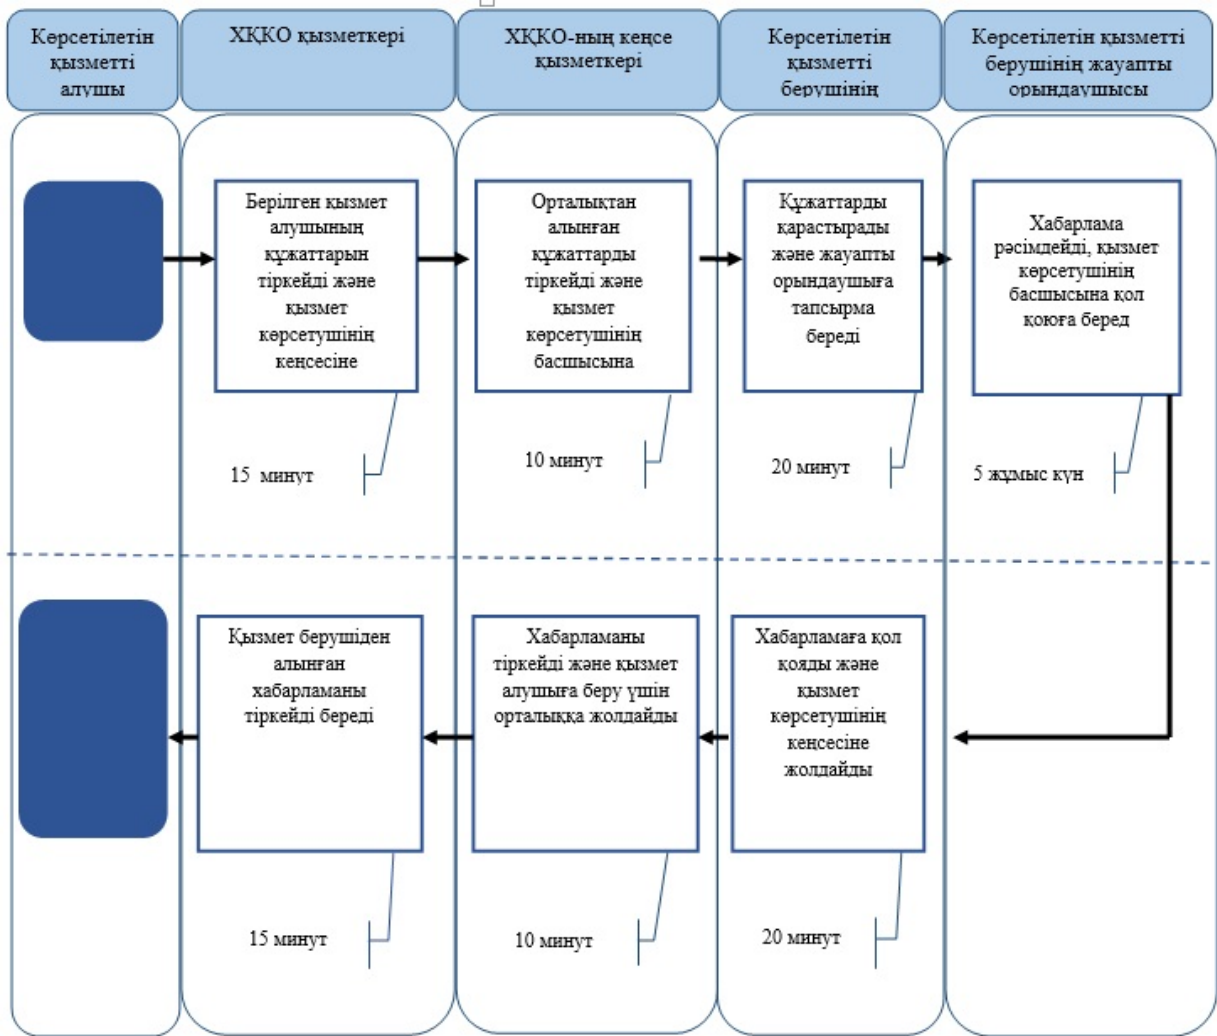 Көрсетілетін
қызметті
алушы
ХҚКО қызметкері
ХҚКО-ның кеңсе
қызметкері
Көрсетілетін
қызметті
берушінің
Көрсетілетін қызметті
берушінің жауапты
орындаушысы
Берілген қызмет
алушының
құжаттарын
тіркейді және
қызмет
көрсетушінің
кеңсесіне
Орталықтан
алынған
құжаттарды
тіркейді және
қызмет
көрсетушінің
басшысына
Құжаттарды
қарастырады
және жауапты
орындаушыға
тапсырма
береді
Хабарлама
рәсімдейді, қызмет
көрсетушінің
басшысына қол
қоюға беред
15 минут
10 минут
20 минут
5 жұмыс күн
Қызмет берушіден
алынған
хабарламаны
тіркейді береді
Хабарламаны
тіркейді және қызмет
алушыға беру үшін
орталыққа жолдайды
Хабарламаға қол
қояды және
қызмет
көрсетушінің
кеңсесіне
жолдайды
15 минут
10 минут
20 минут